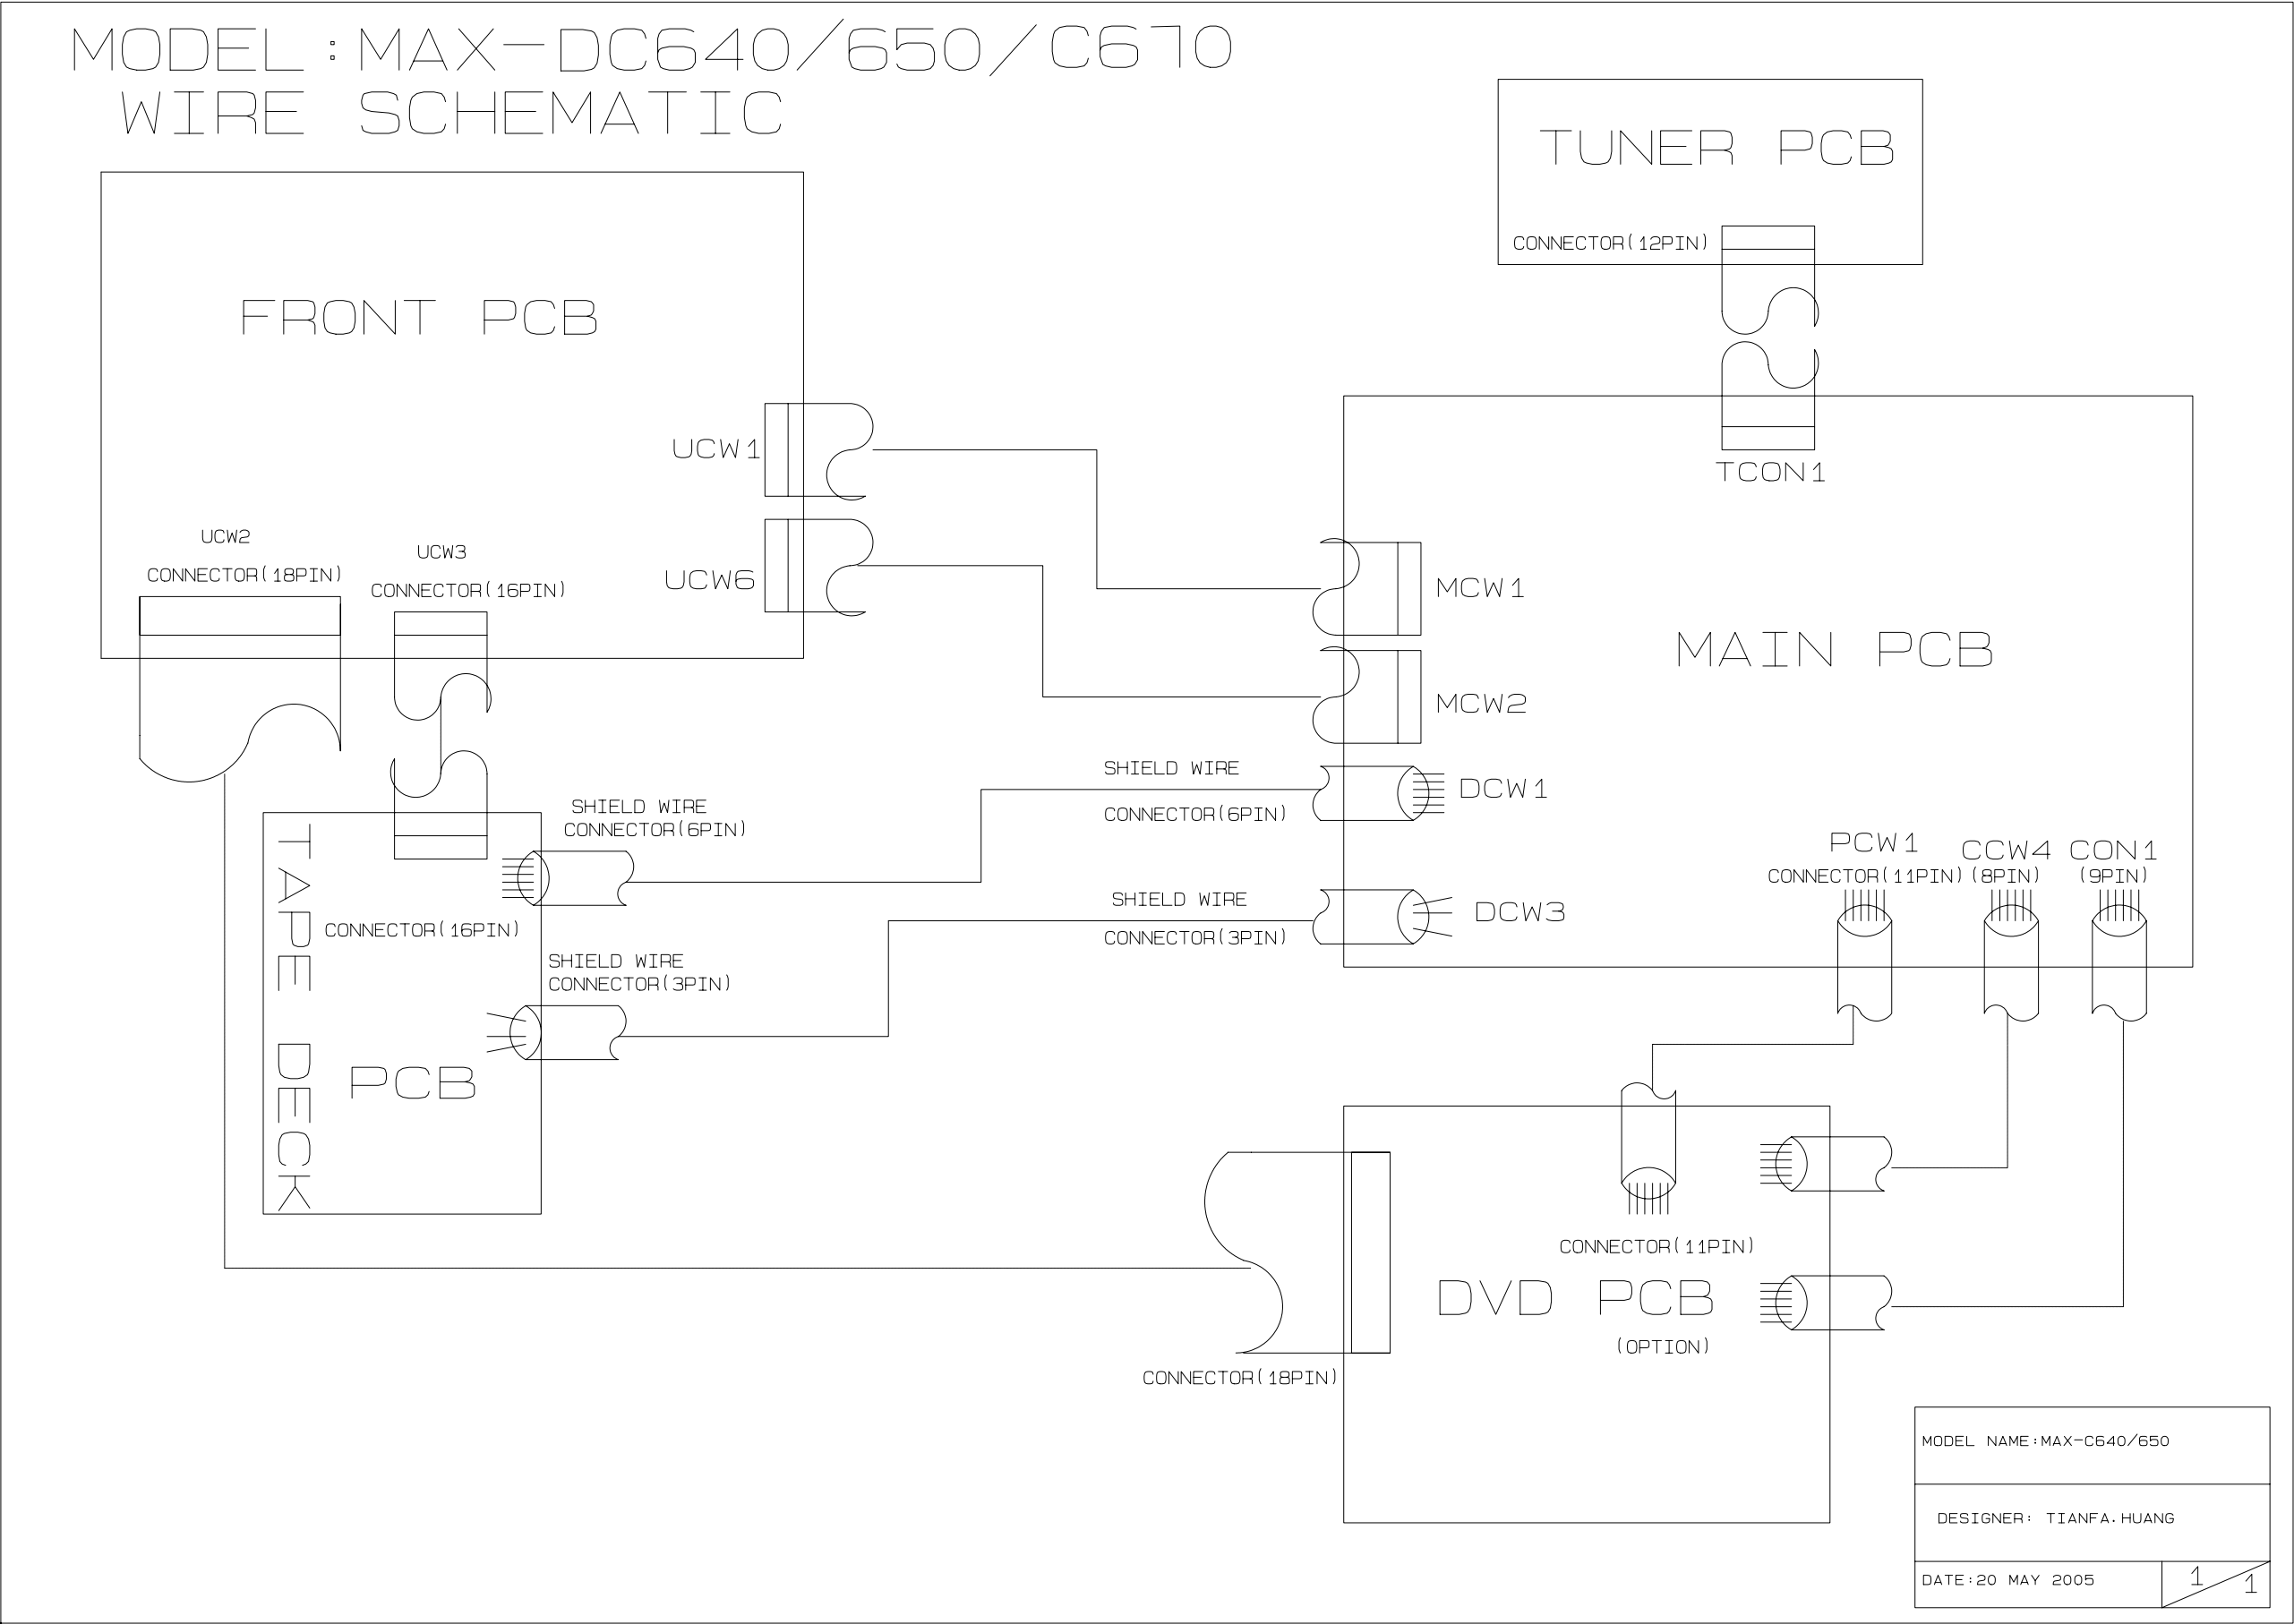 MODEL:MAX-DC640/650/C670
WIRE SCHEMATIC
TUNER PCB
CONNECTOR(12PIN)
FRONT PCB
UCW1
TCON1
UCW2
CONNECTOR(18PIN)
UCW3
CONNECTOR(16PIN)
UCW6
MCW1
MAIN PCB
MCW2
SHIELD WIRE
CONNECTOR(6PIN)
DCW1
SHIELD WIRE
CONNECTOR(6PIN)
PCW1
CONNECTOR(11PIN)
CCW4
(8PIN)
CON1
(9PIN)
SHIELD WIRE
CONNECTOR(3PIN)
DCW3
CONNECTOR(16PIN)
SHIELD WIRE
CONNECTOR(3PIN)
TAPE DECK
PCB
CONNECTOR(11PIN)
DVD PCB
(OPTION)
CONNECTOR(18PIN)
MODEL NAME:MAX-C640/650
DESIGNER: TIANFA.HUANG
DATE:20 MAY 2005
1/1